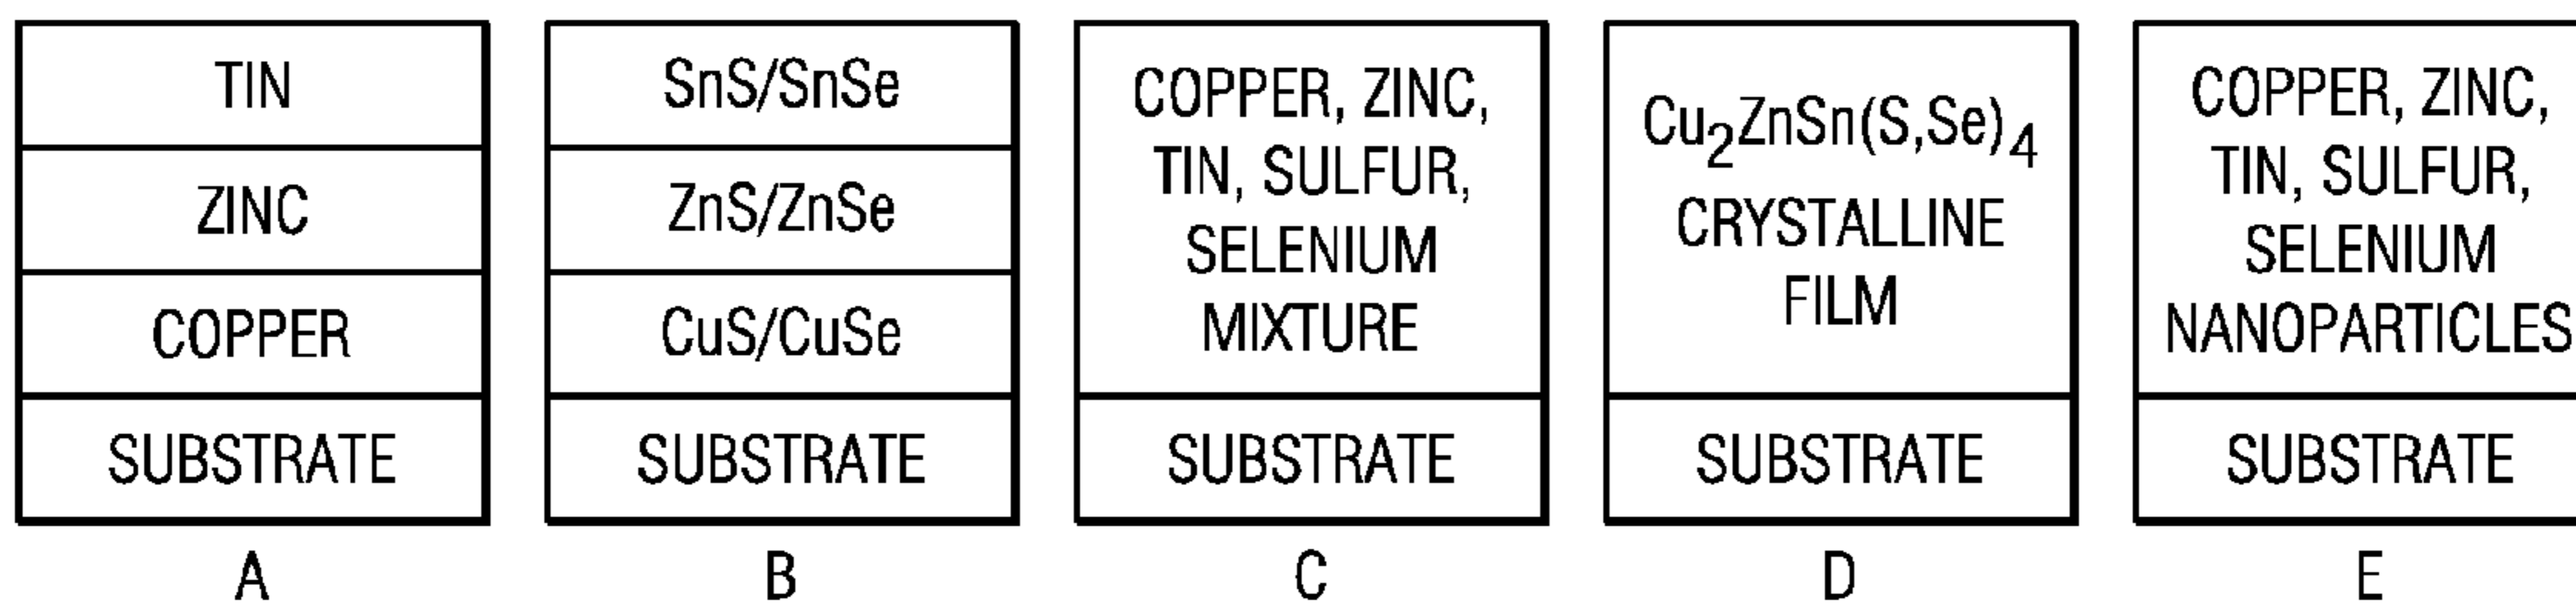 TIN
ZINC
COPPER
SUBSTRATE
A
SnS/SnSe
ZnS/ZnSe
CuS/CuSe
SUBSTRATE
B
COPPER, ZINC,
TIN, SULFUR,
SELENIUM
MIXTURE
SUBSTRATE
C
Cu2ZnSn(S,Se)4
CRYSTALLINE
FILM
SUBSTRATE
D
COPPER, ZINC,
TIN, SULFUR,
SELENIUM
NANOPARTICLES
SUBSTRATE
E